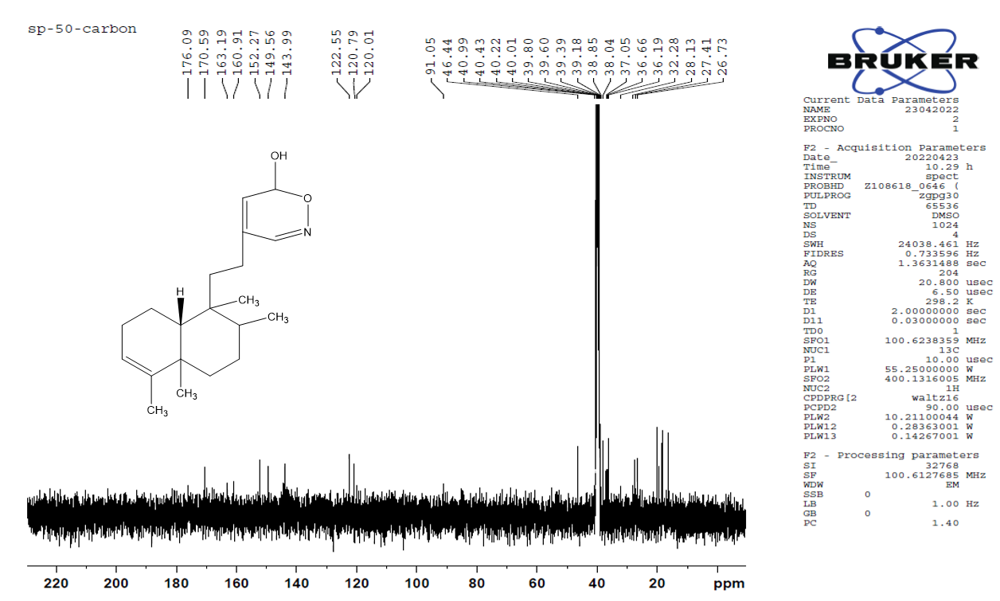 sp-50-carbon
176.09
170.59
163.19
160.91
152.27
149.56
143.99
122.55
120.79
120.01
91.05
46.44
40.99
40.43
40.22
40.01
39.80
39.60
39.39
39.18
38.85
38.04
37.05
36.66
36.19
32.28
28.13
27.41
26.73
OH
O
N
H
CH3
CH3
CH3
CH3
220 200 180 160 140 120 100 80 60 40 20 ppm
BRUKER
Current Data Parameters
NAME 23042022
EXPNO 2
PROCNO 1
F2 - Acquisition Parameters
Date_ 20220423
Time 10.29 h
INSTRUM spect
PROBHD Z108618_0646 (
PULPROG zgpg30
TD 65536
SOLVENT DMSO
NS 1024
DS 4
SWH 24038.461 Hz
FIDRES 0.733596 Hz
AQ 1.3631488 sec
RG 204
DW 20.800 usec
DE 6.50 usec
TE 298.2 K
D1 2.00000000 sec
D11 0.03000000 sec
TD0 1
SFO1 100.6238359 MHz
NUC1 13C
P1 10.00 usec
PLW1 55.25000000 W
SFO2 400.1316005 MHz
NUC2 1H
CPDPRG[2 waltz16
PCPD2 90.00 usec
PLW2 10.21100044 W
PLW12 0.28363001 W
PLW13 0.14267001 W
F2 - Processing parameters
SI 32768
SF 100.6127685 MHz
WDW EM
SSB 0
LB 1.00 Hz
GB 0
PC 1.40